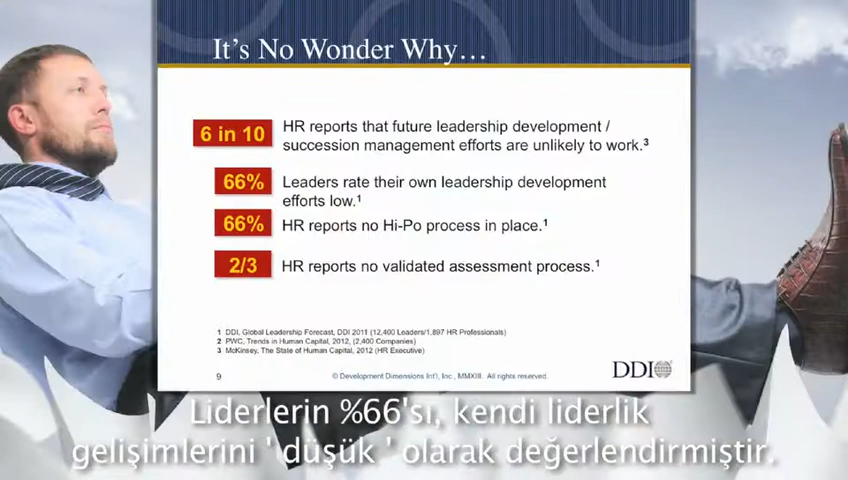 It's No Wonder Why…
6 in 10 HR reports that future leadership development /
succession management efforts are unlikely to work.3
66% Leaders rate their own leadership development
efforts low.1
66% HR reports no Hi-Po process in place.1
2/3 HR reports no validated assessment process.1
1 DDI, Global Leadership Forecast, DDI 2011 (12,400 Leaders/1,897 HR Professionals)
2 PWC, Trends in Human Capital, 2012, (2,400 Companies)
3 McKinsey, The State of Human Capital, 2012 (HR Executive)
9 © Development Dimensions Int'l, Inc., MMXIII. All rights reserved.
DDI
Liderlerin %66'sı, kendi liderlik
gelişimlerini ' düşük ' olarak değerlendirmiştir.